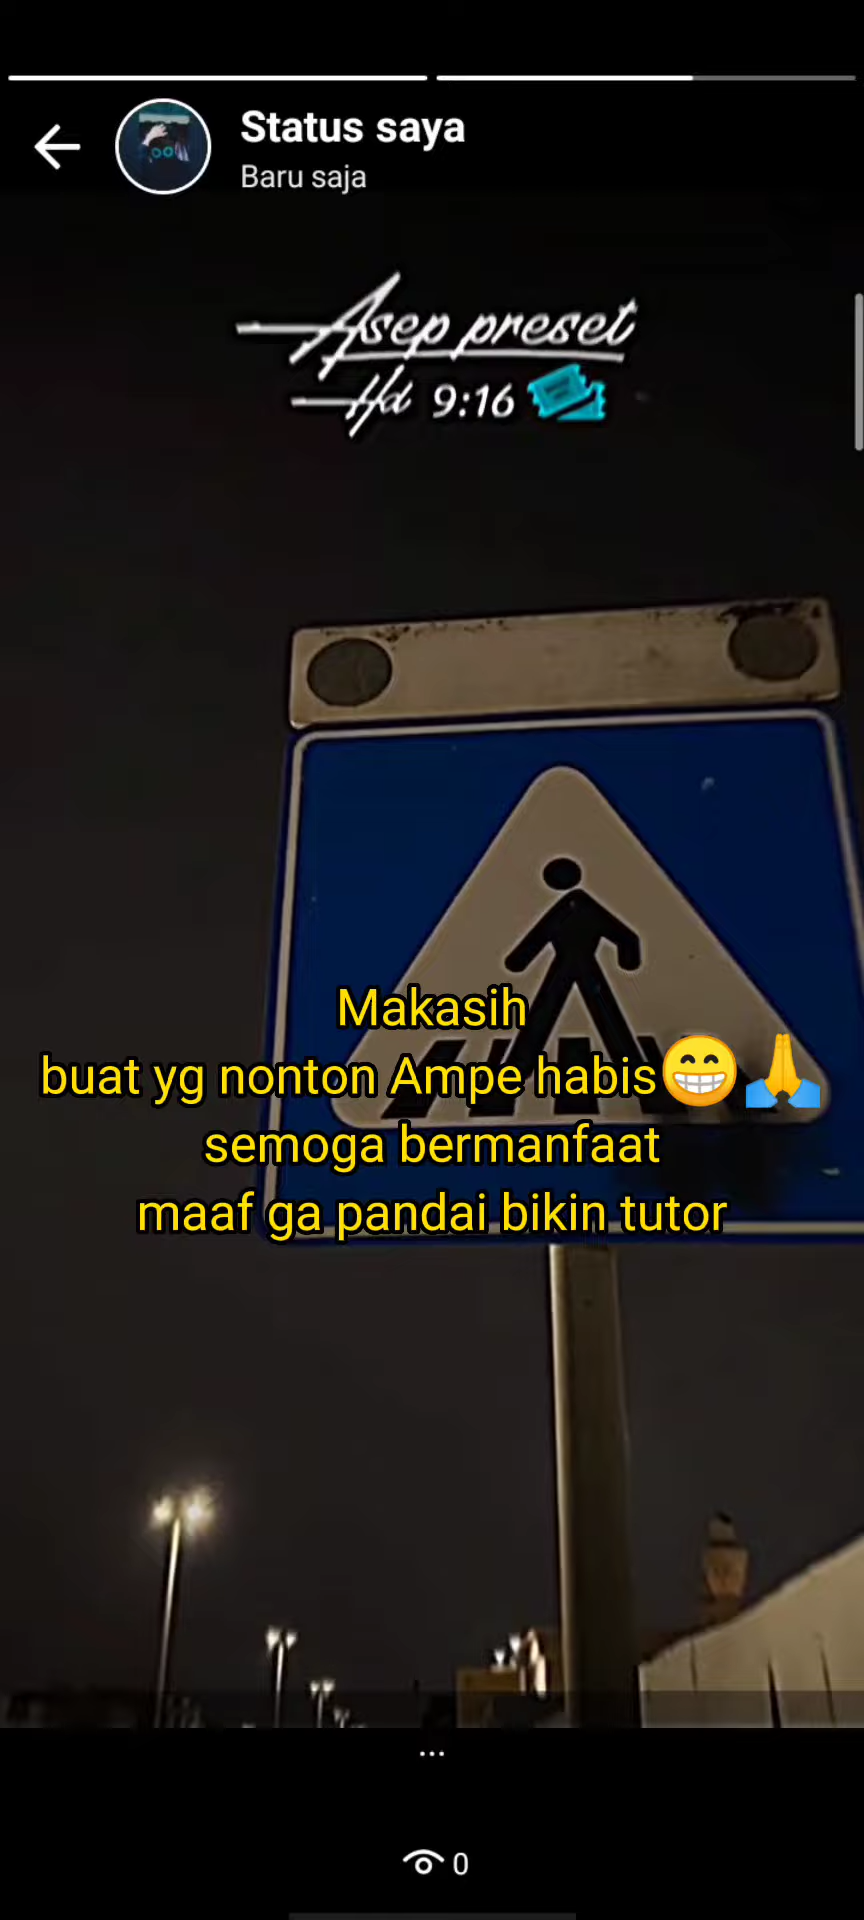 Status saya
Baru saja
Asep preset
Hd 9:16
Makasih
buat yg nonton Ampe habis😁🙏
semoga bermanfaat
maaf ga pandai bikin tutor
...
0